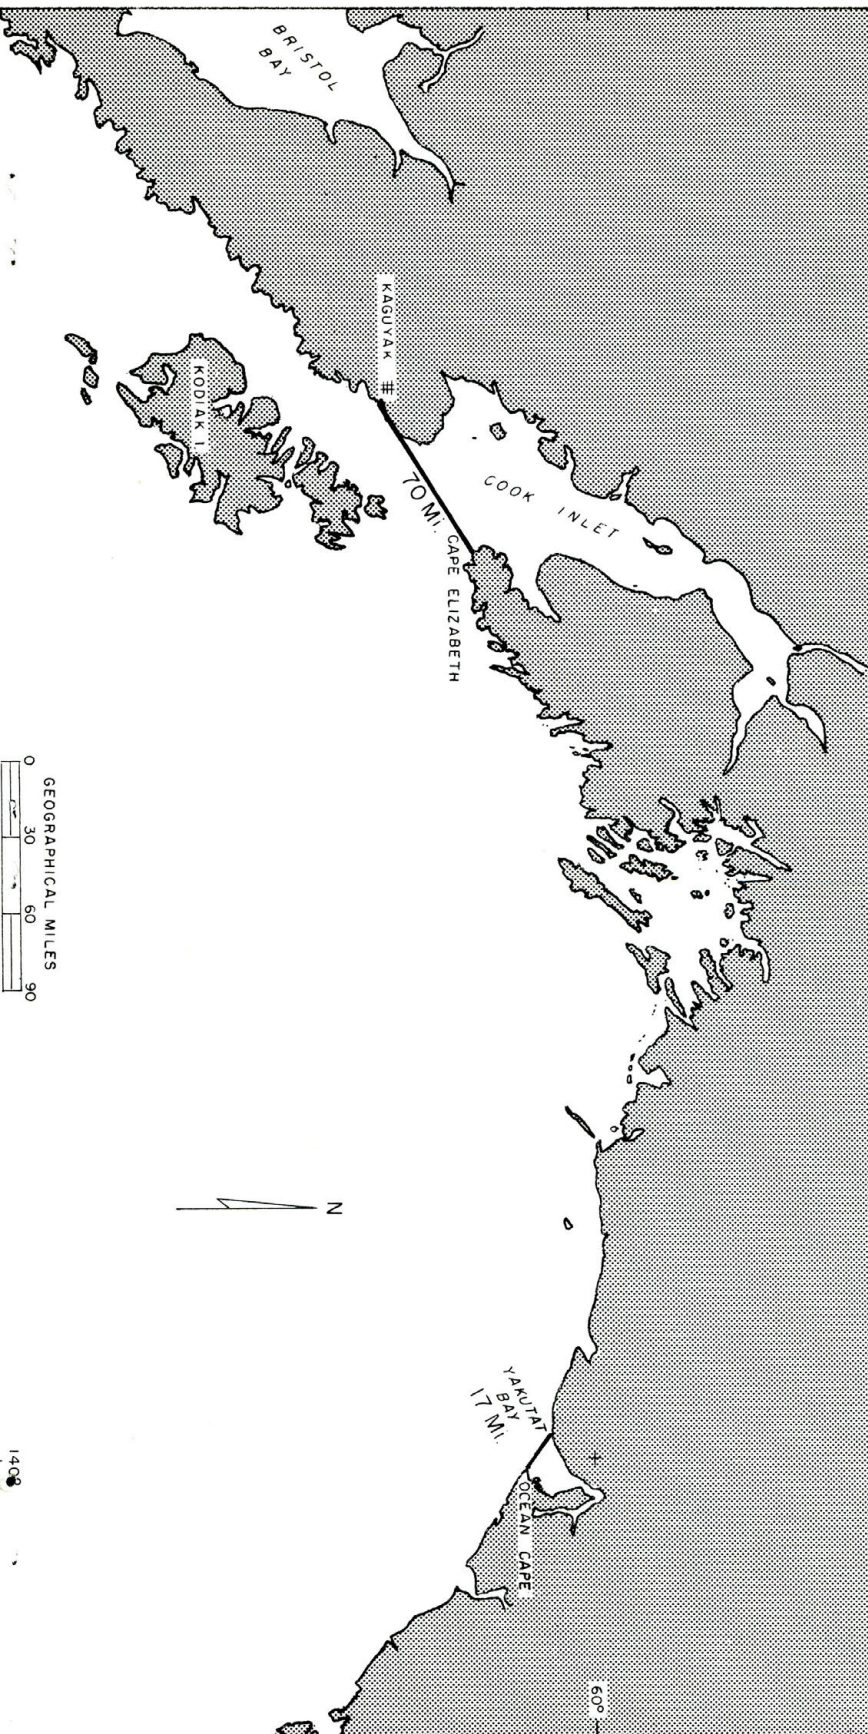 BRISTOL
BAY
KAGUYAK
KODIAK I.
COOK INLET
70 Mi.
CAPE ELIZABETH
N
YAKUTAT
BAY
17 Mi.
OCEAN CAPE
60°
GEOGRAPHICAL MILES
0 30 60 90